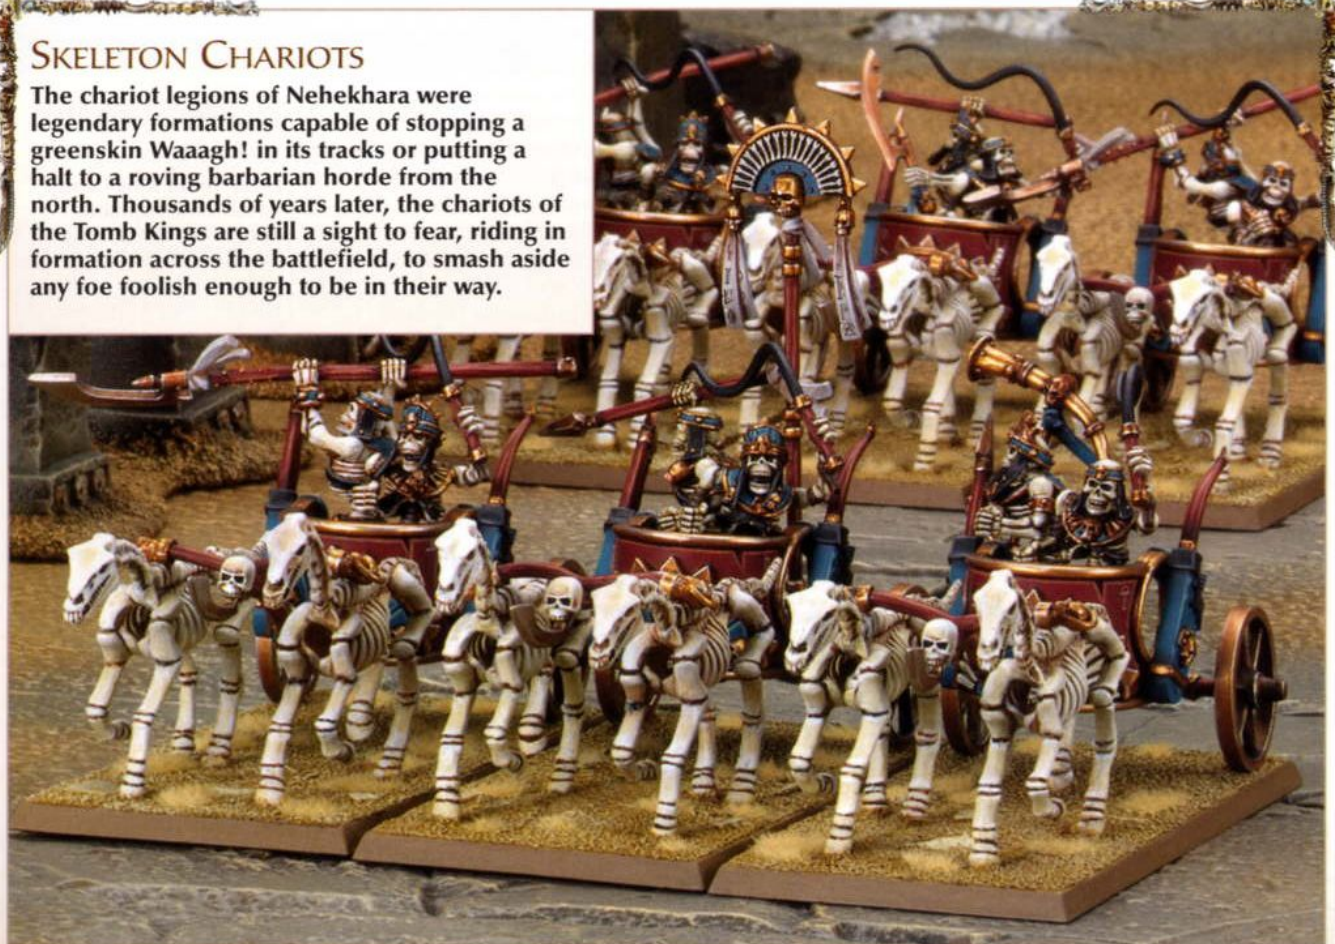 SKELETON CHARIOTS
The chariot legions of Nehekhara were
legendary formations capable of stopping a
greenskin Waaagh! in its tracks or putting a
halt to a roving barbarian horde from the
north. Thousands of years later, the chariots of
the Tomb Kings are still a sight to fear, riding in
formation across the battlefield, to smash aside
any foe foolish enough to be in their way.